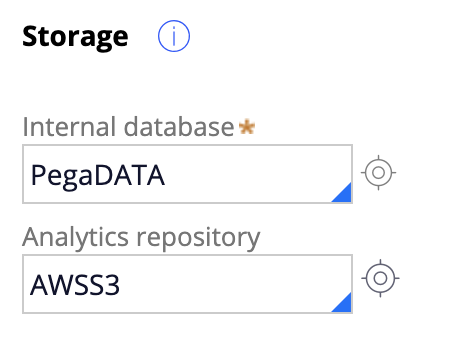 Storage
Internal database*
PegaDATA
Analytics repository
AWSS3